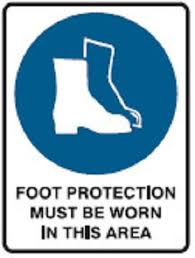 FOOT PROTECTION
MUST BE WORN
IN THIS AREA